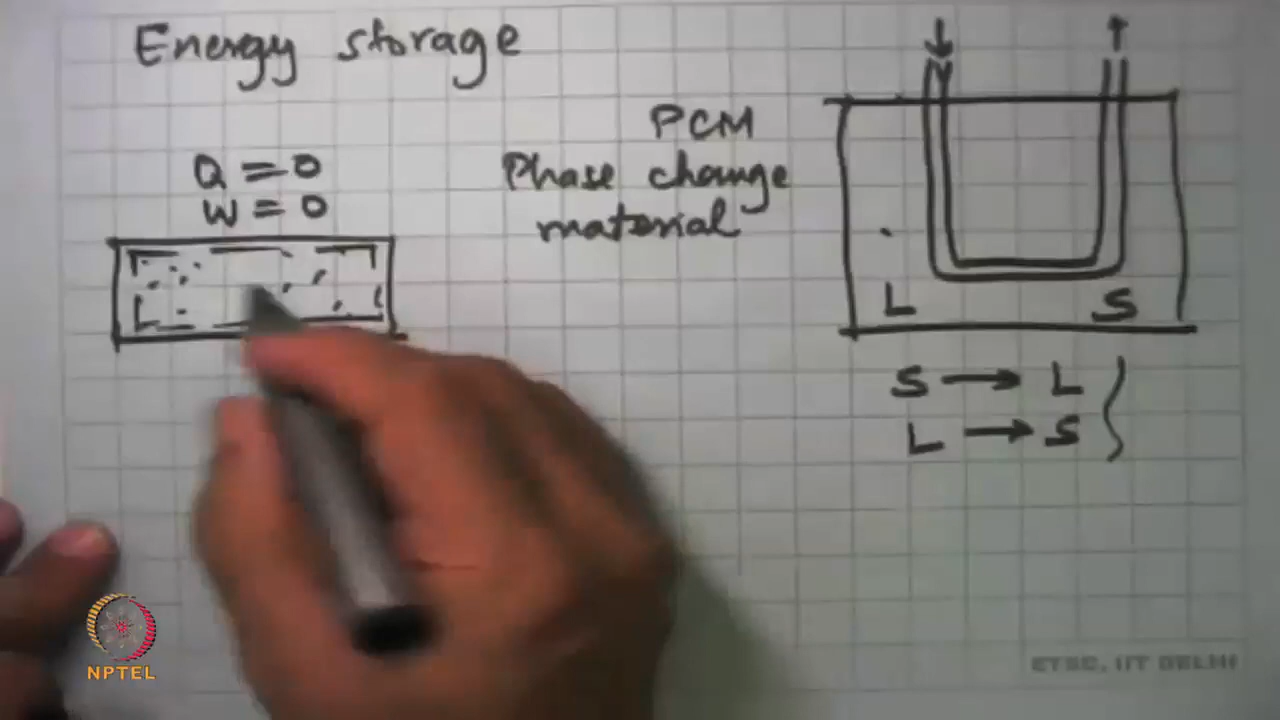 Energy storage
Q = 0
W = 0
PCM
Phase change
material
L S
S → L
L → S
NPTEL
ETSC, IIT DELHI